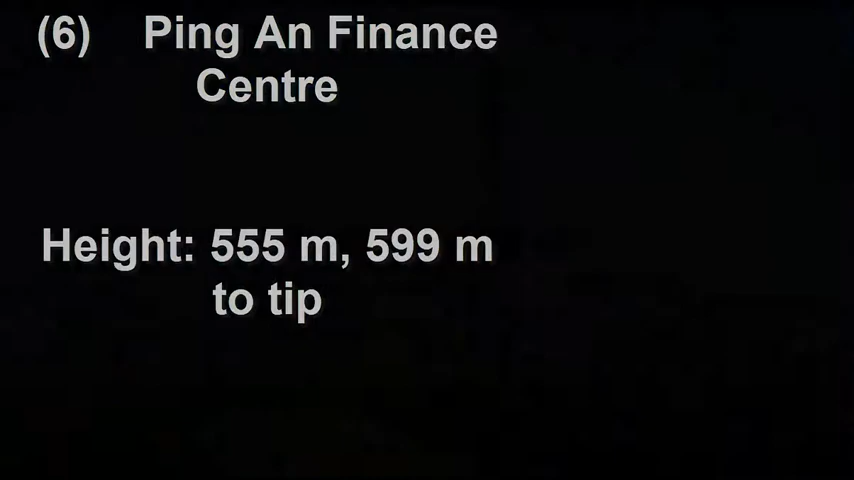 (6) Ping An Finance
Centre
Height: 555 m, 599 m
to tip